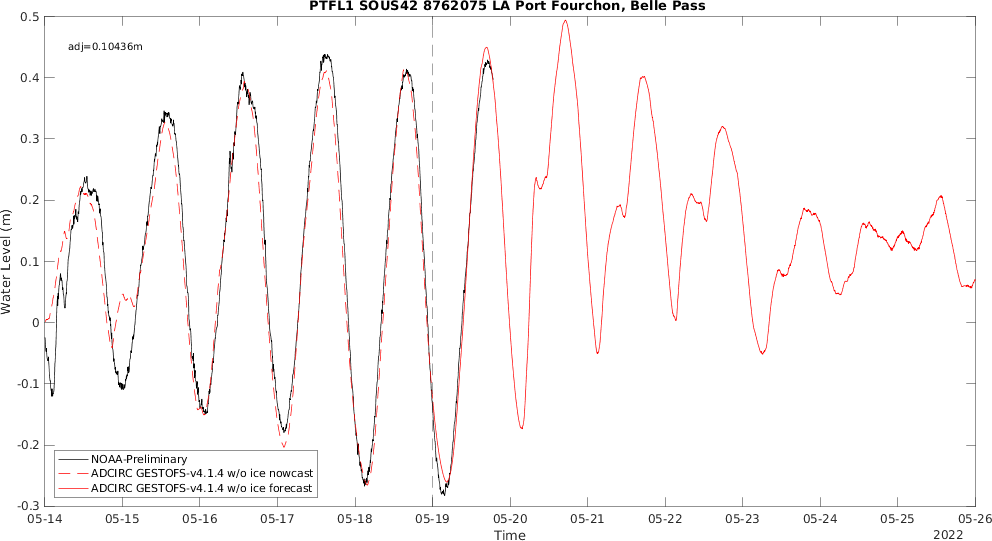 PTFL1 SOUS42 8762075 LA Port Fourchon, Belle Pass
adj=0.10436m
0.5
0.4
0.3
0.2
0.1
0
-0.1
-0.2
-0.3
Water Level (m)
NOAA-Preliminary
ADCIRC GESTOFS-v4.1.4 w/o ice nowcast
ADCIRC GESTOFS-v4.1.4 w/o ice forecast
05-14 05-15 05-16 05-17 05-18 05-19 05-20 05-21 05-22 05-23 05-24 05-25 05-26
Time
2022